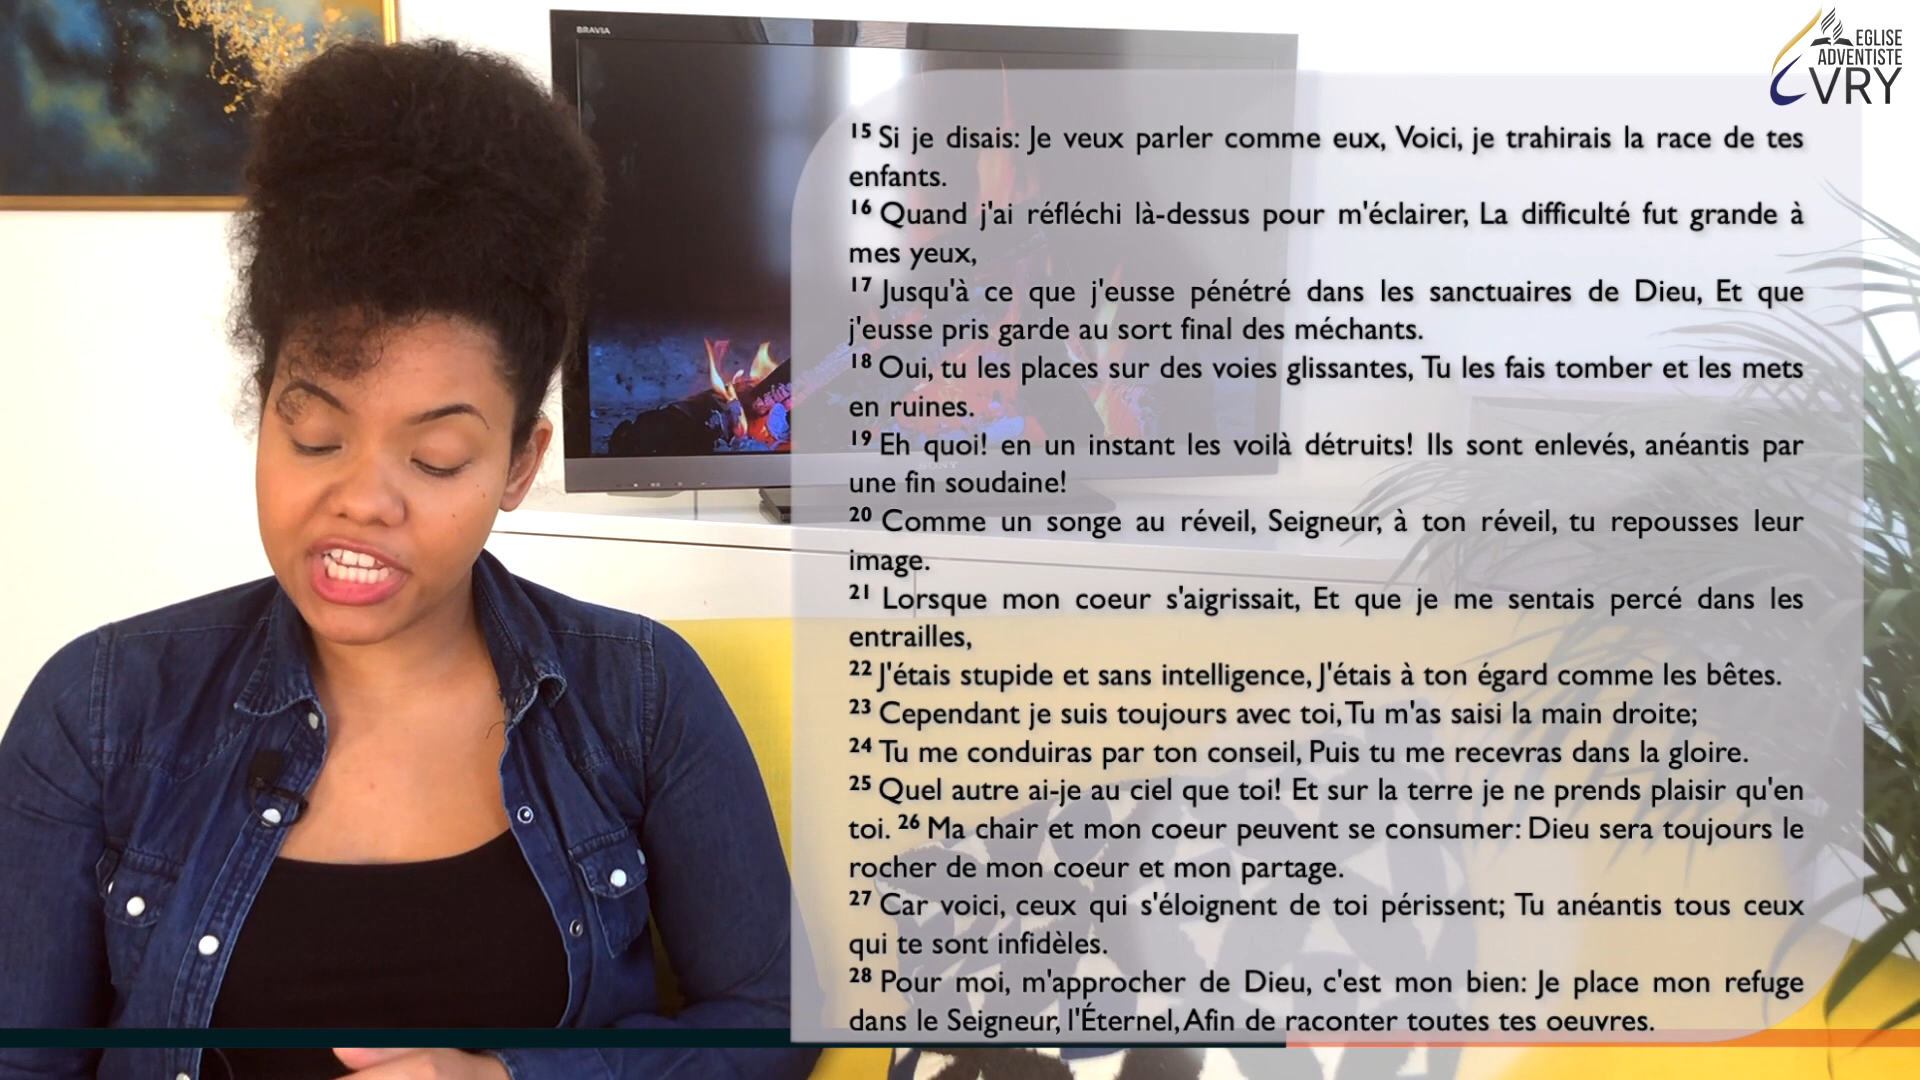 BRAVIA
EGLISE
ADVENTISTE
VRY
15 Si je disais: Je veux parler comme eux, Voici, je trahirais la race de tes
enfants.
16 Quand j'ai réfléchi là-dessus pour m'éclairer, La difficulté fut grande à
mes yeux,
17 Jusqu'à ce que j'eusse pénétré dans les sanctuaires de Dieu, Et que
j'eusse pris garde au sort final des méchants.
18 Oui, tu les places sur des voies glissantes, Tu les fais tomber et les mets
en ruines.
19 Eh quoi! en un instant les voilà détruits! Ils sont enlevés, anéantis par
une fin soudaine!
SONY
20 Comme un songe au réveil, Seigneur, à ton réveil, tu repousses leur
image.
21 Lorsque mon coeur s'aigrissait, Et que je me sentais percé dans les
entrailles,
22 J'étais stupide et sans intelligence, J'étais à ton égard comme les bêtes.
23 Cependant je suis toujours avec toi, Tu m'as saisi la main droite;
24 Tu me conduiras par ton conseil, Puis tu me recevras dans la gloire.
25 Quel autre ai-je au ciel que toi! Et sur la terre je ne prends plaisir qu'en
toi. 26 Ma chair et mon coeur peuvent se consumer: Dieu sera toujours le
rocher de mon coeur et mon partage.
27 Car voici, ceux qui s'éloignent de toi périssent; Tu anéantis tous ceux
qui te sont infidèles.
28 Pour moi, m'approcher de Dieu, c'est mon bien: Je place mon refuge
dans le Seigneur, l'Éternel, Afin de raconter toutes tes oeuvres.